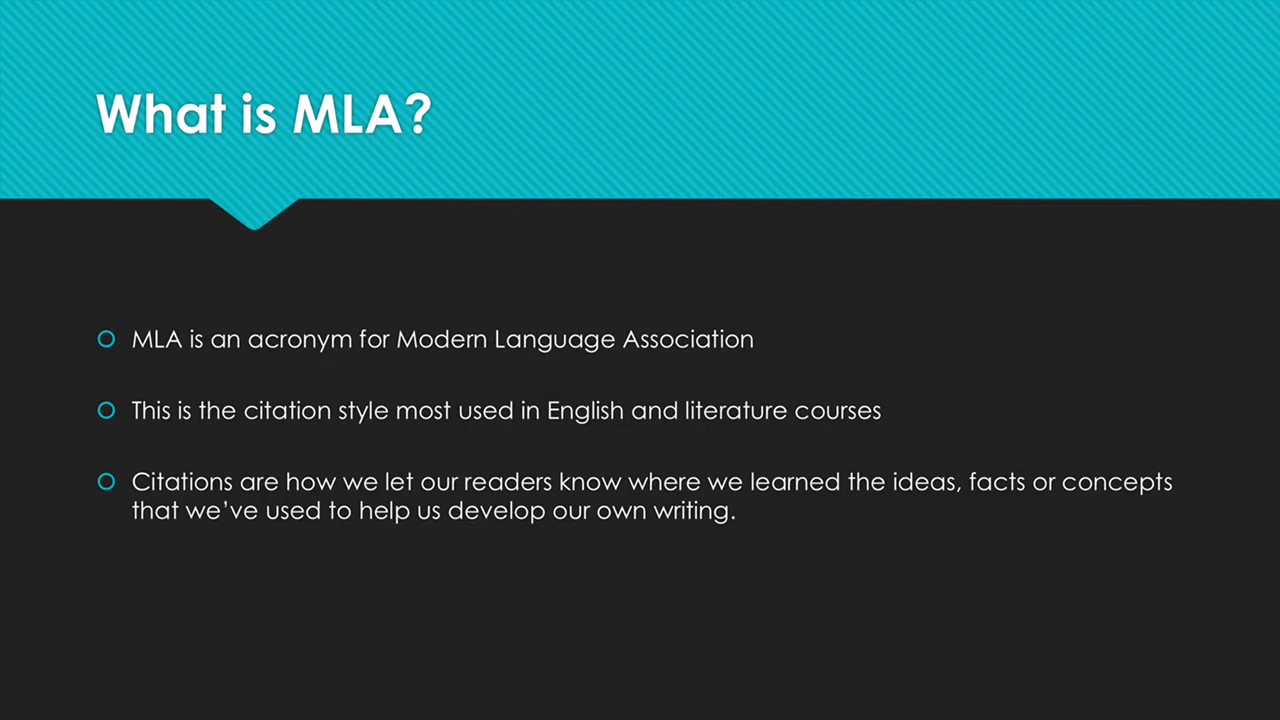 What is MLA?
MLA is an acronym for Modern Language Association
This is the citation style most used in English and literature courses
Citations are how we let our readers know where we learned the ideas, facts or concepts
that we’ve used to help us develop our own writing.